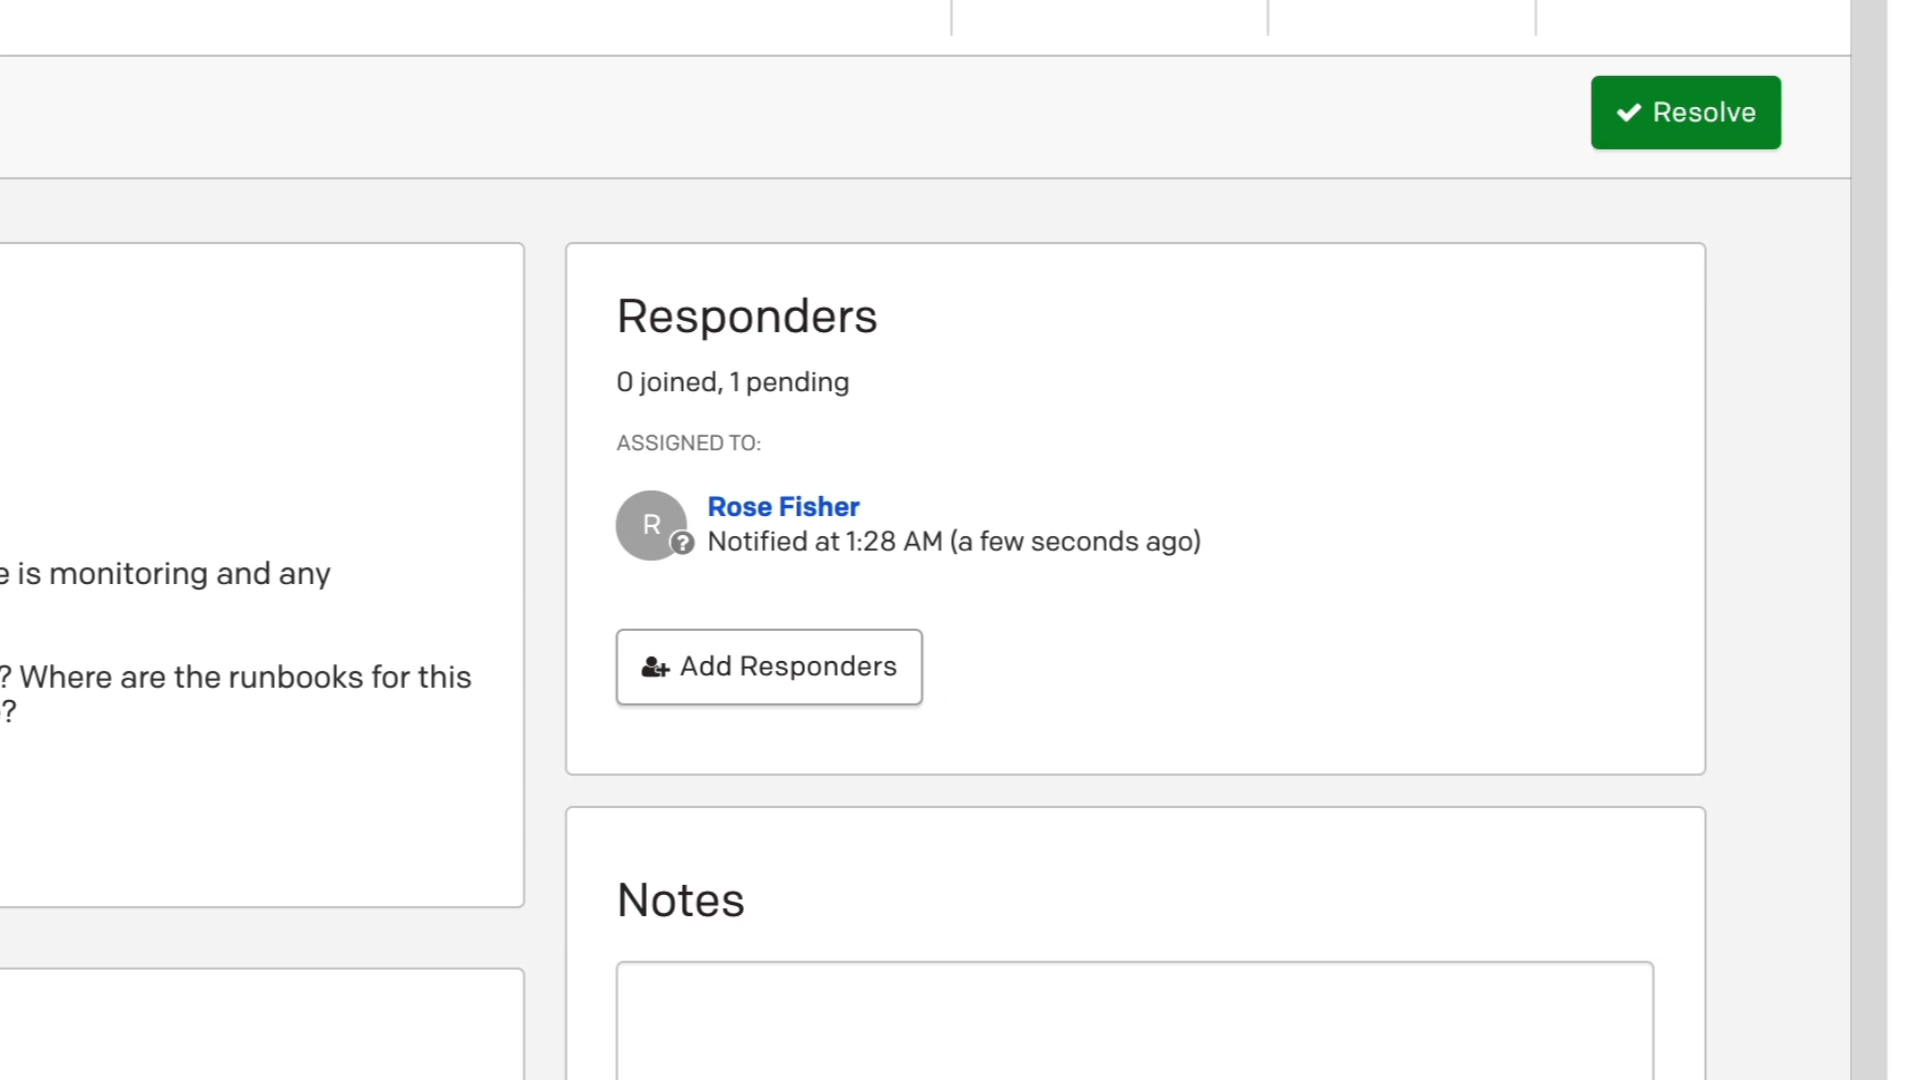 Resolve
Responders
0 joined, 1 pending
ASSIGNED TO:
R
?
Rose Fisher
Notified at 1:28 AM (a few seconds ago)
Add Responders
e is monitoring and any
? Where are the runbooks for this
?
Notes